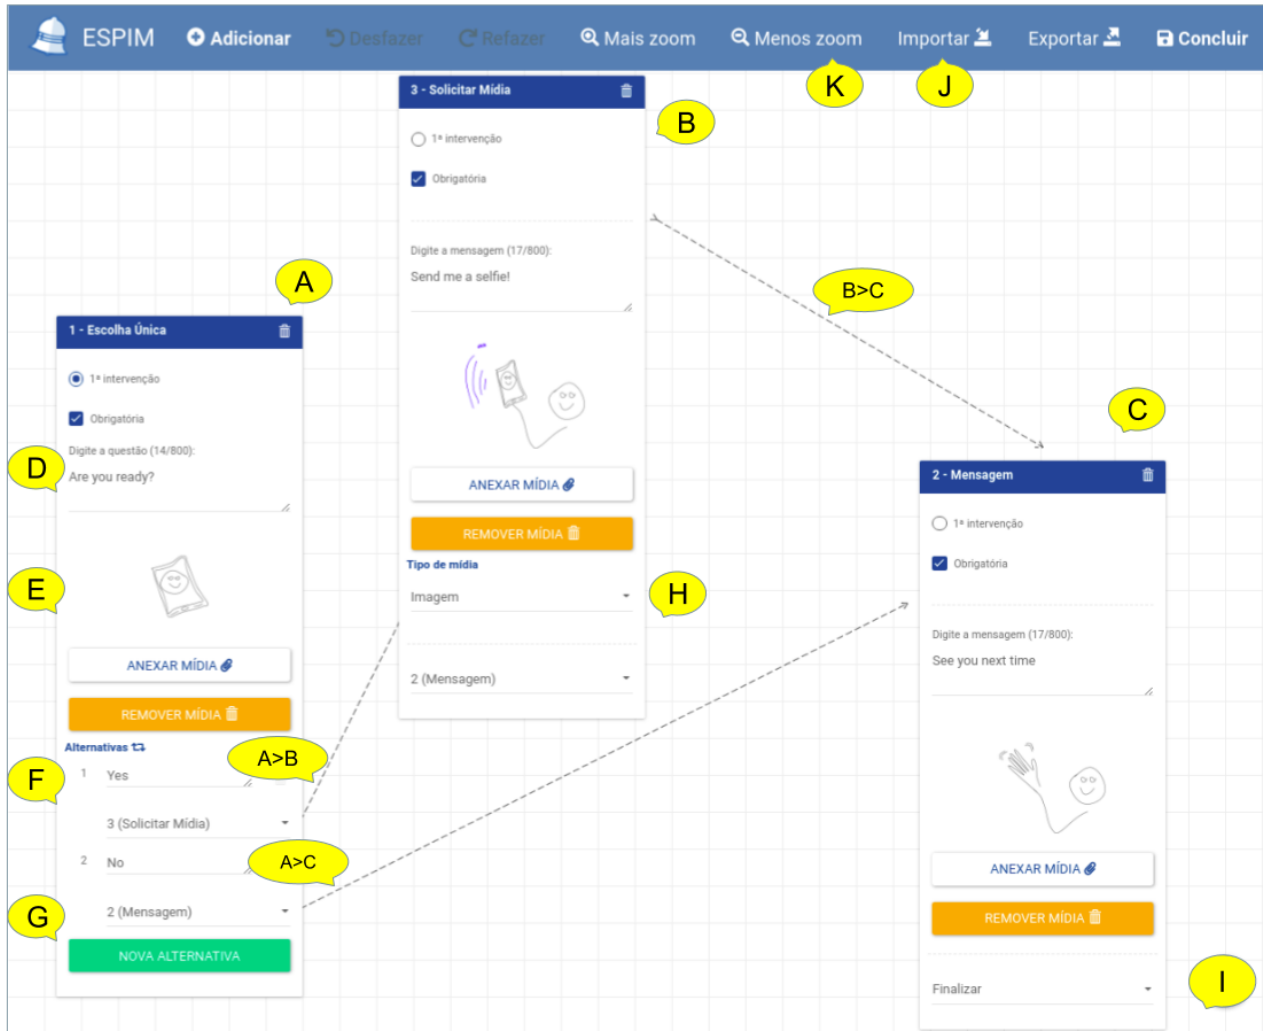 ESPIM Adicionar Desfazer Refazer Mais zoom Menos zoom Importar Exportar Concluir
K
J
3 - Solicitar Mídia
B
1ª intervenção
Obrigatória
Digite a mensagem (17/800):
Send me a selfie!
ANEXAR MÍDIA
REMOVER MÍDIA
Tipo de mídia
Imagem
H
2 (Mensagem)
A
1 - Escolha Única
1ª intervenção
Obrigatória
Digite a questão (14/800):
D
Are you ready?
E
ANEXAR MÍDIA
REMOVER MÍDIA
Alternativas
A>B
F
1 Yes
3 (Solicitar Mídia)
2 No
A>C
G
2 (Mensagem)
NOVA ALTERNATIVA
B>C
C
2 - Mensagem
1ª intervenção
Obrigatória
Digite a mensagem (17/800):
See you next time
ANEXAR MÍDIA
REMOVER MÍDIA
Finalizar
I